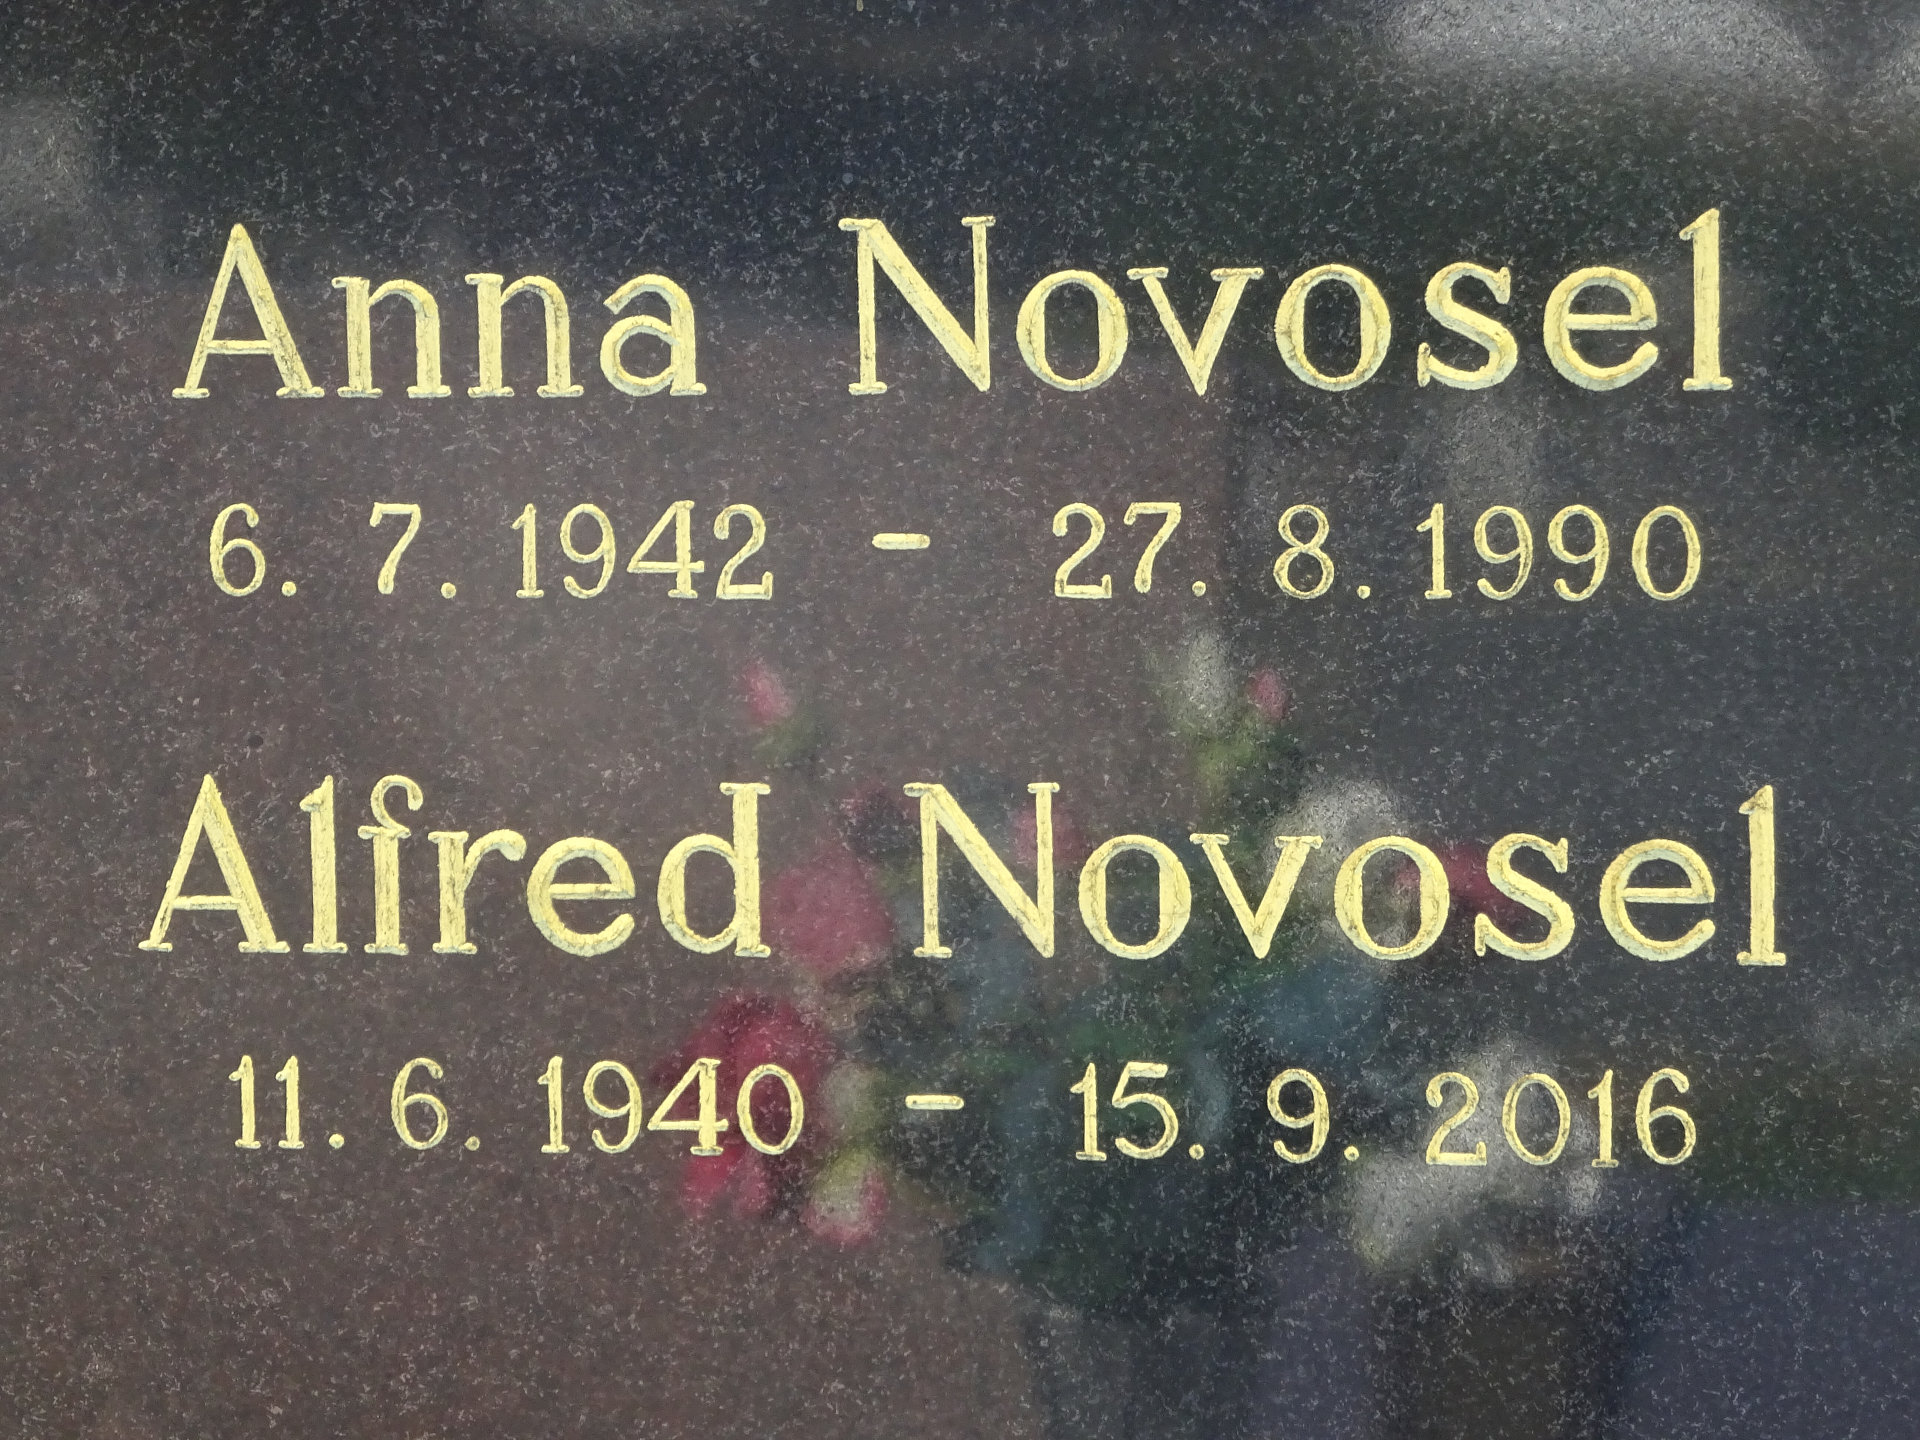 Anna Novosel
6. 7. 1942 - 27. 8. 1990
Alfred Novosel
11. 6. 1940 - 15. 9. 2016